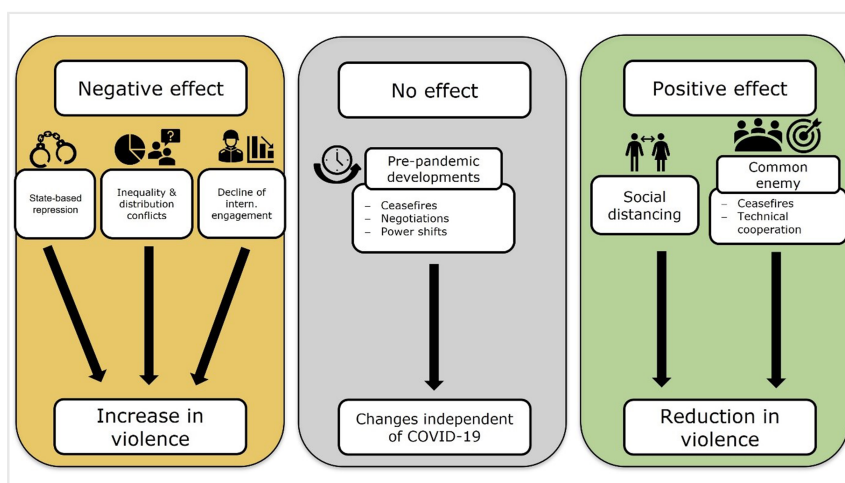 Negative effect
State-based
repression
Inequality &
distribution
conflicts
?
Decline of
intern.
engagement
Increase in
violence
No effect
Pre-pandemic
developments
– Ceasefires
– Negotiations
– Power shifts
Changes independent
of COVID-19
Positive effect
Social
distancing
Common
enemy
– Ceasefires
– Technical
cooperation
Reduction in
violence